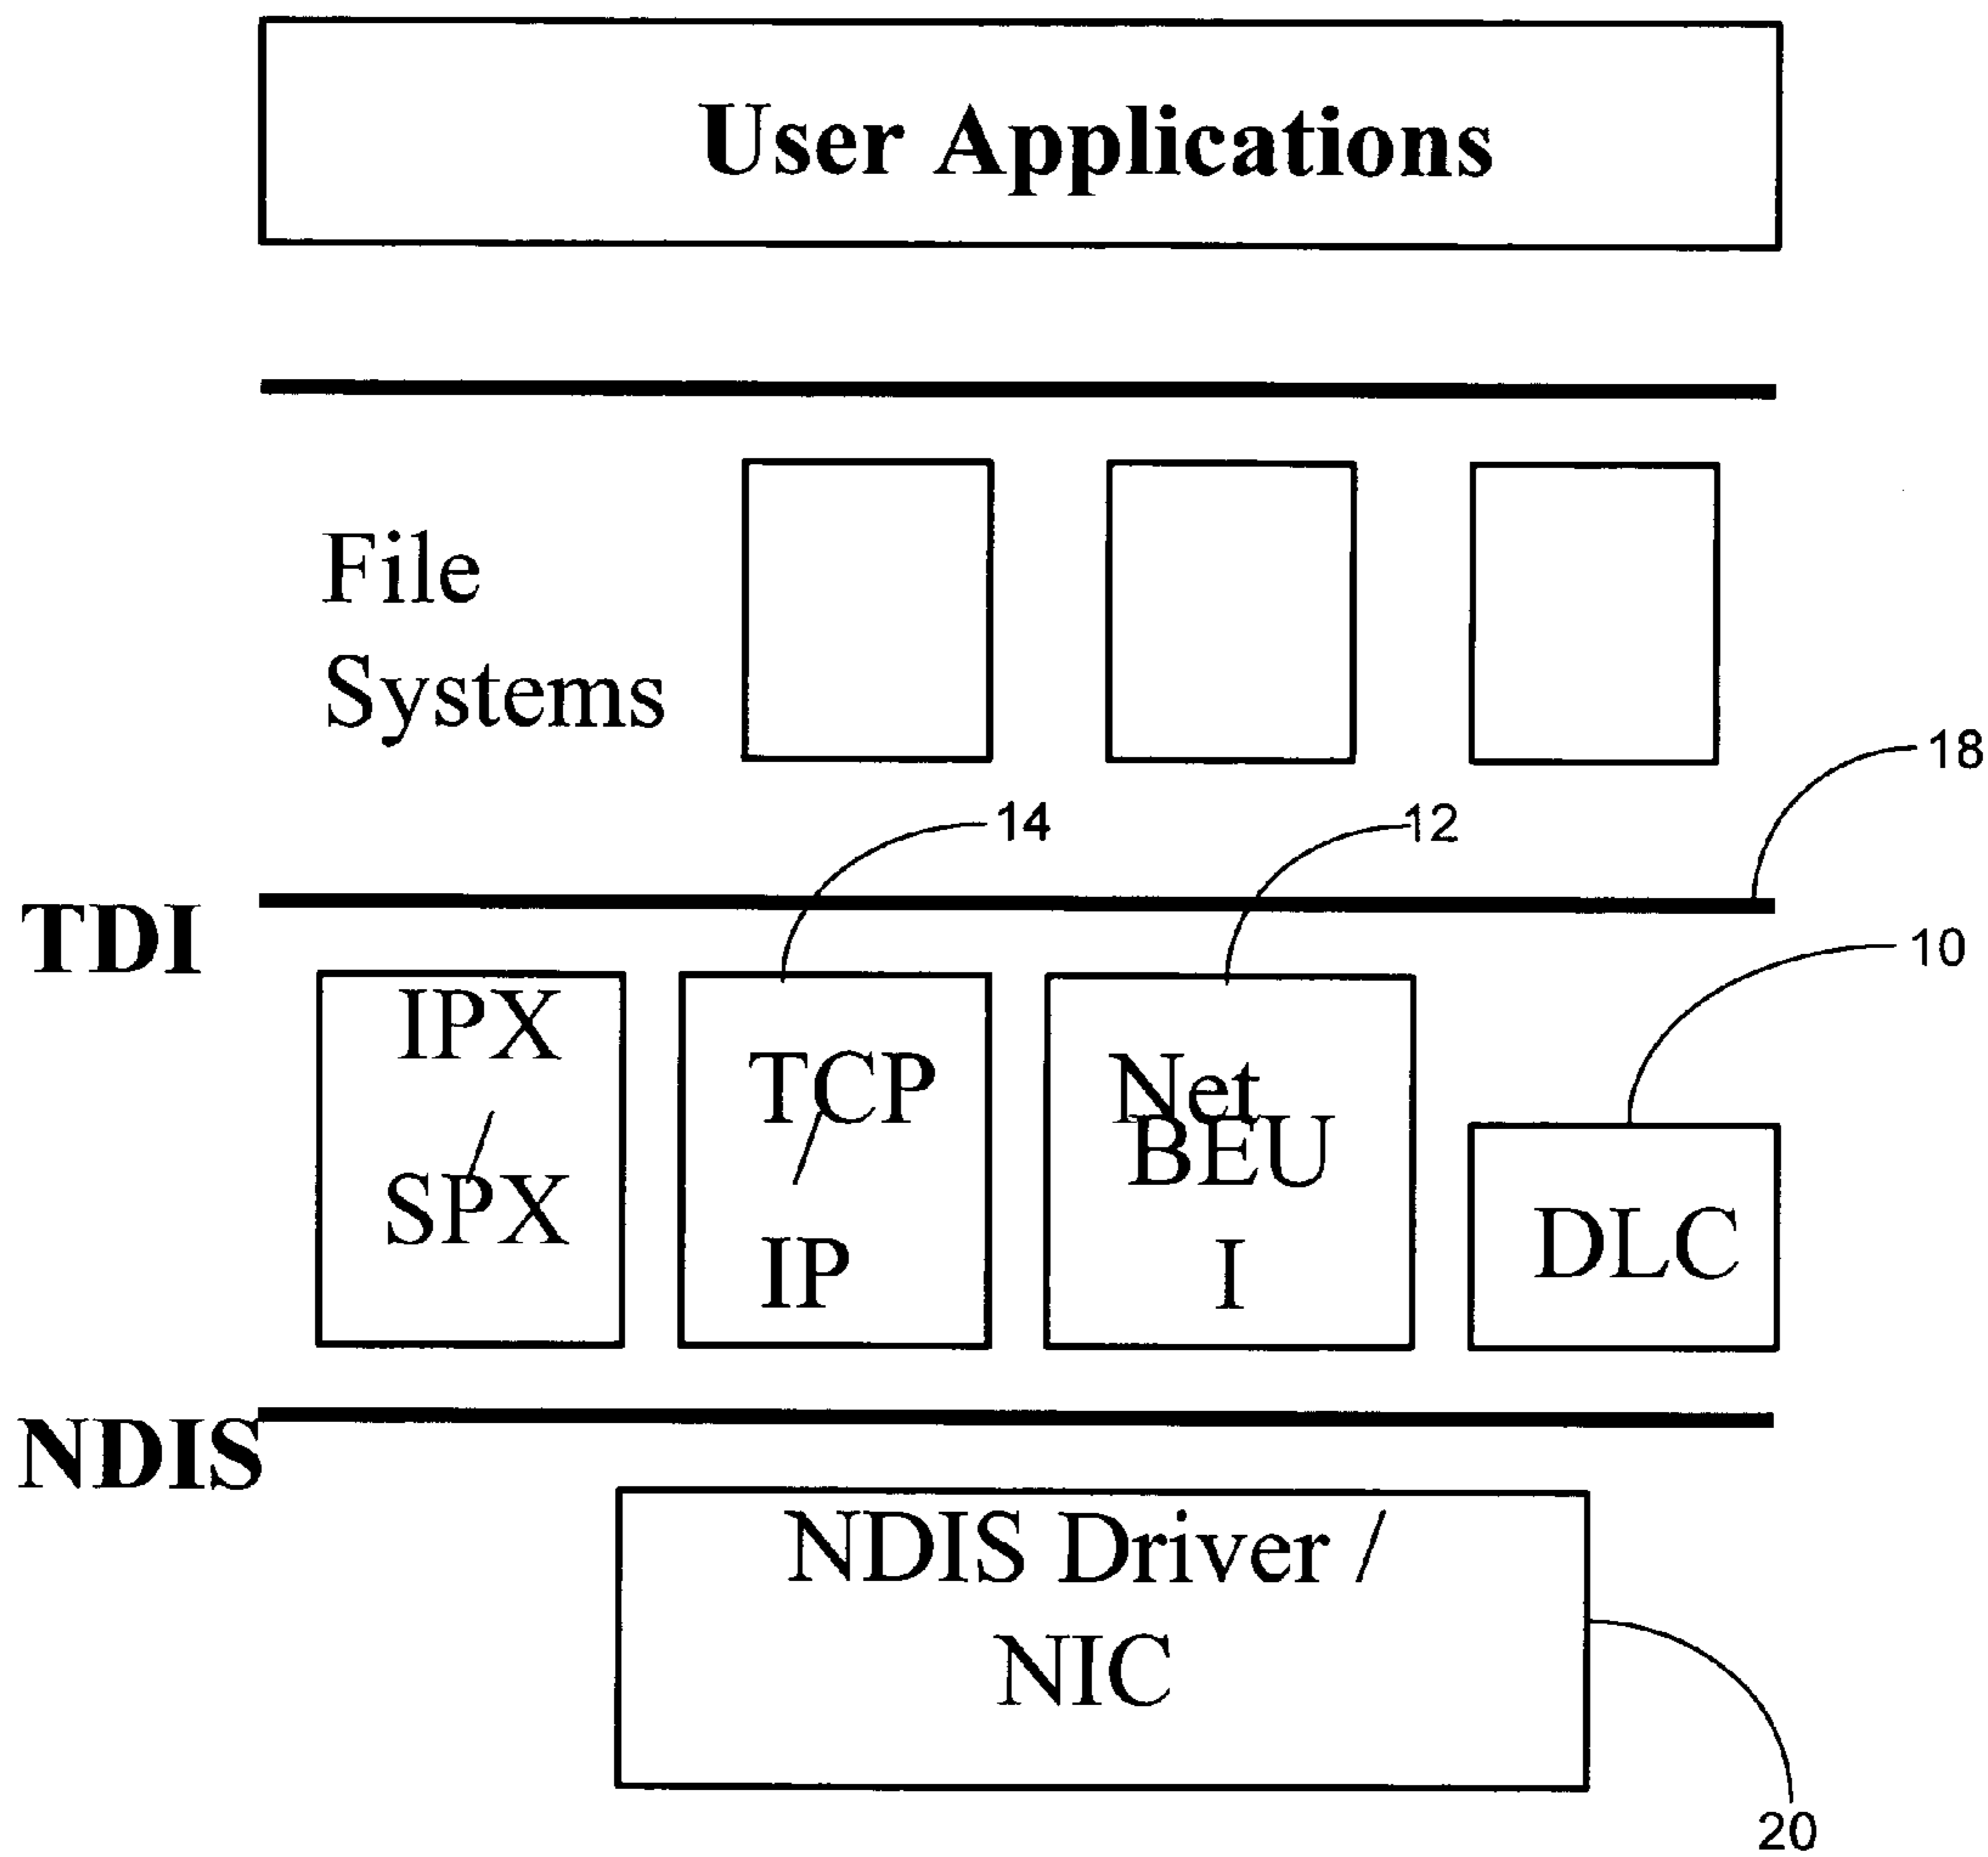 User Applications
File
Systems
18
14
12
TDI
10
IPX
/
SPX
TCP
/
IP
Net
BEU
I
DLC
NDIS
NDIS Driver /
NIC
20